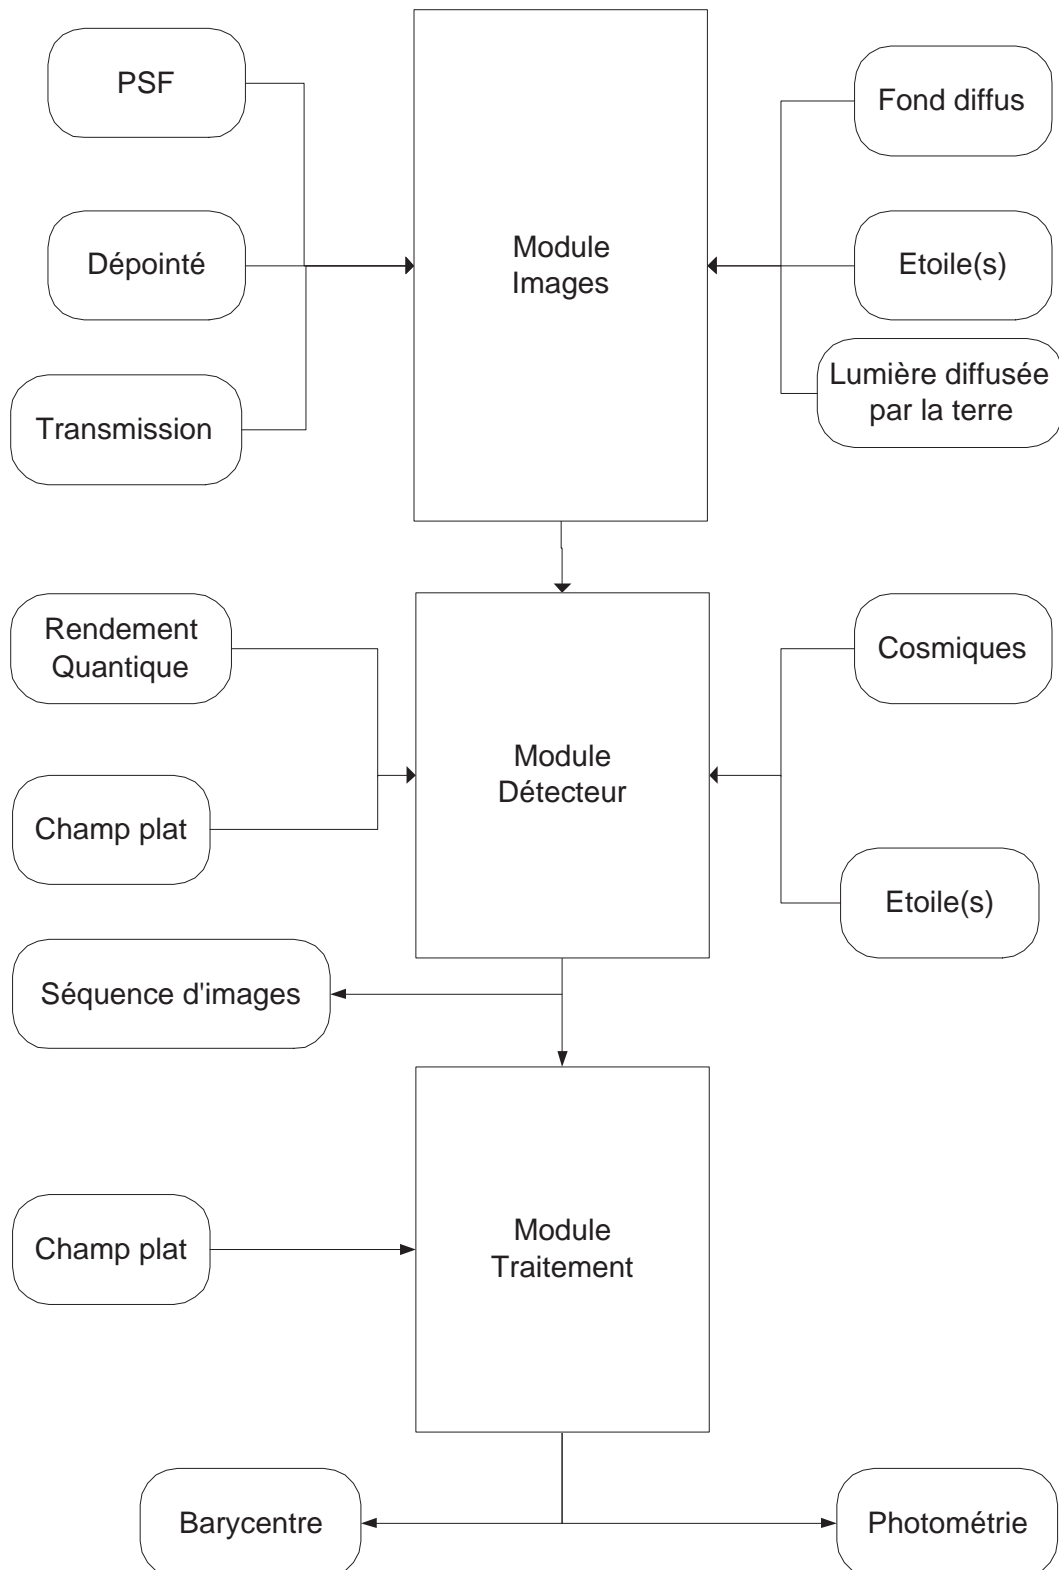 PSF
Fond diffus
Dépointé
Module
Images
Etoile(s)
Transmission
Lumière diffusée
par la terre
Rendement
Quantique
Cosmiques
Module
Détecteur
Champ plat
Etoile(s)
Séquence d'images
Champ plat
Module
Traitement
Barycentre
Photométrie